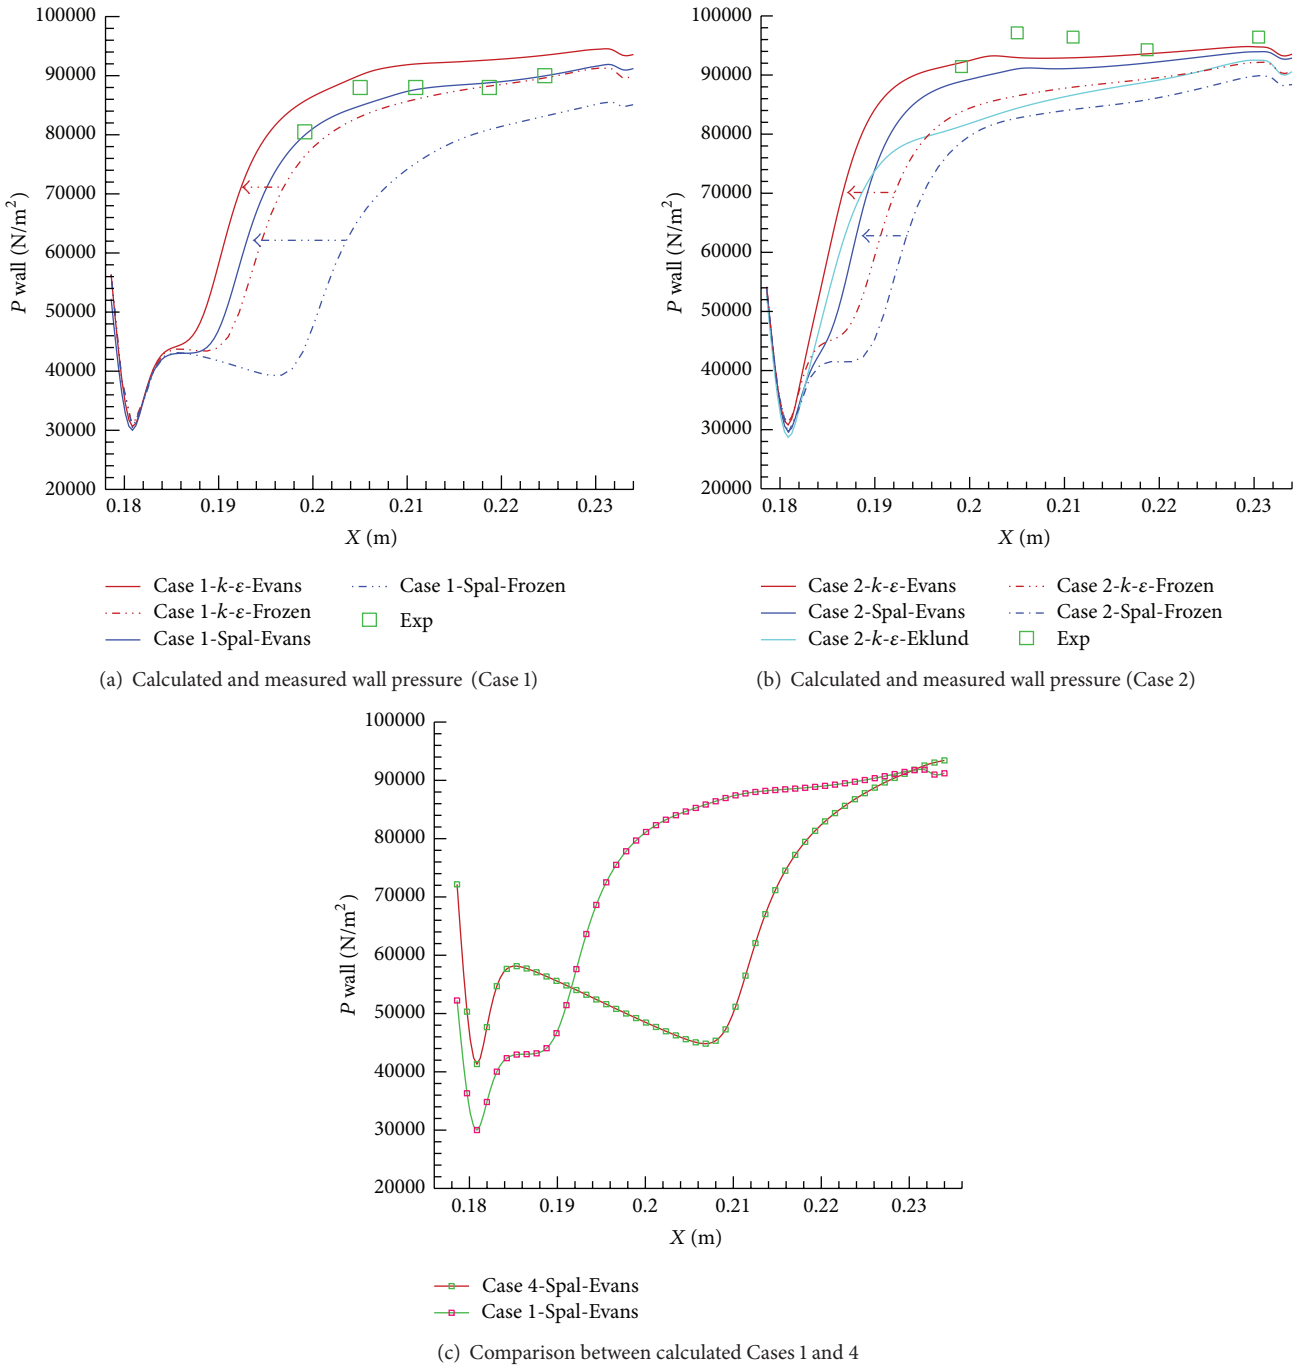 100000
90000
80000
70000
60000
50000
40000
30000
20000
P wall (N/m²)
0.18 0.19 0.2 0.21 0.22 0.23
X (m)
Case 1-k-ε-Evans
Case 1-k-ε-Frozen
Case 1-Spal-Evans
Case 1-Spal-Frozen
Exp
(a) Calculated and measured wall pressure (Case 1)
100000
90000
80000
70000
60000
50000
40000
30000
20000
P wall (N/m²)
0.18 0.19 0.2 0.21 0.22 0.23
X (m)
Case 2-k-ε-Evans
Case 2-Spal-Evans
Case 2-k-ε-Eklund
Case 2-k-ε-Frozen
Case 2-Spal-Frozen
Exp
(b) Calculated and measured wall pressure (Case 2)
100000
90000
80000
70000
60000
50000
40000
30000
20000
P wall (N/m²)
0.18 0.19 0.2 0.21 0.22 0.23
X (m)
Case 4-Spal-Evans
Case 1-Spal-Evans
(c) Comparison between calculated Cases 1 and 4